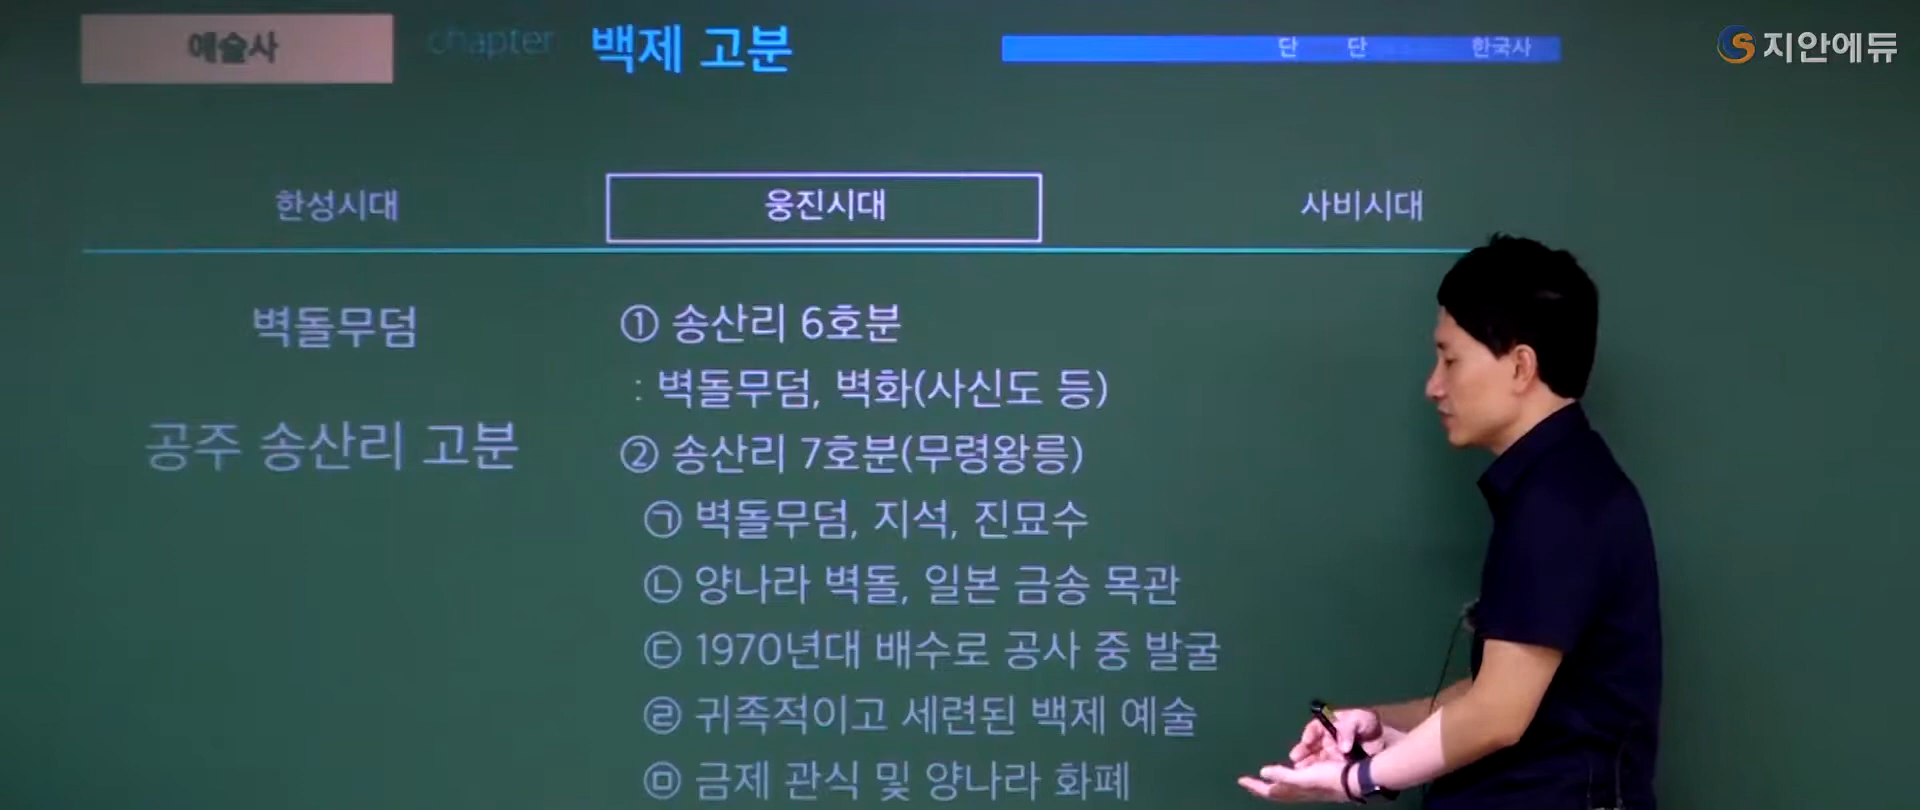 예술사
chapter 백제 고분
단 단 한국사
지안에듀
한성시대 웅진시대 사비시대
벽돌무덤
공주 송산리 고분
① 송산리 6호분
: 벽돌무덤, 벽화(사신도 등)
② 송산리 7호분(무령왕릉)
㉠ 벽돌무덤, 지석, 진묘수
㉡ 양나라 벽돌, 일본 금송 목관
㉢ 1970년대 배수로 공사 중 발굴
㉣ 귀족적이고 세련된 백제 예술
㉤ 금제 관식 및 양나라 화폐